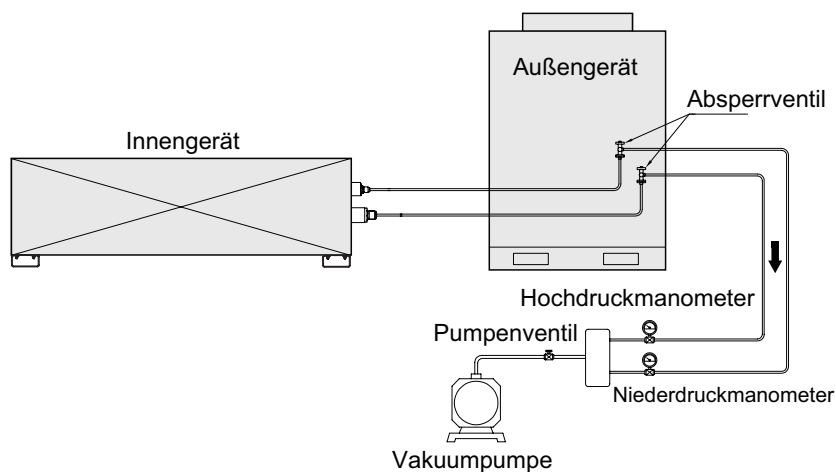 Außengerät
Absperrventil
Innengerät
Hochdruckmanometer
Pumpenventil
Niederdruckmanometer
Vakuumpumpe